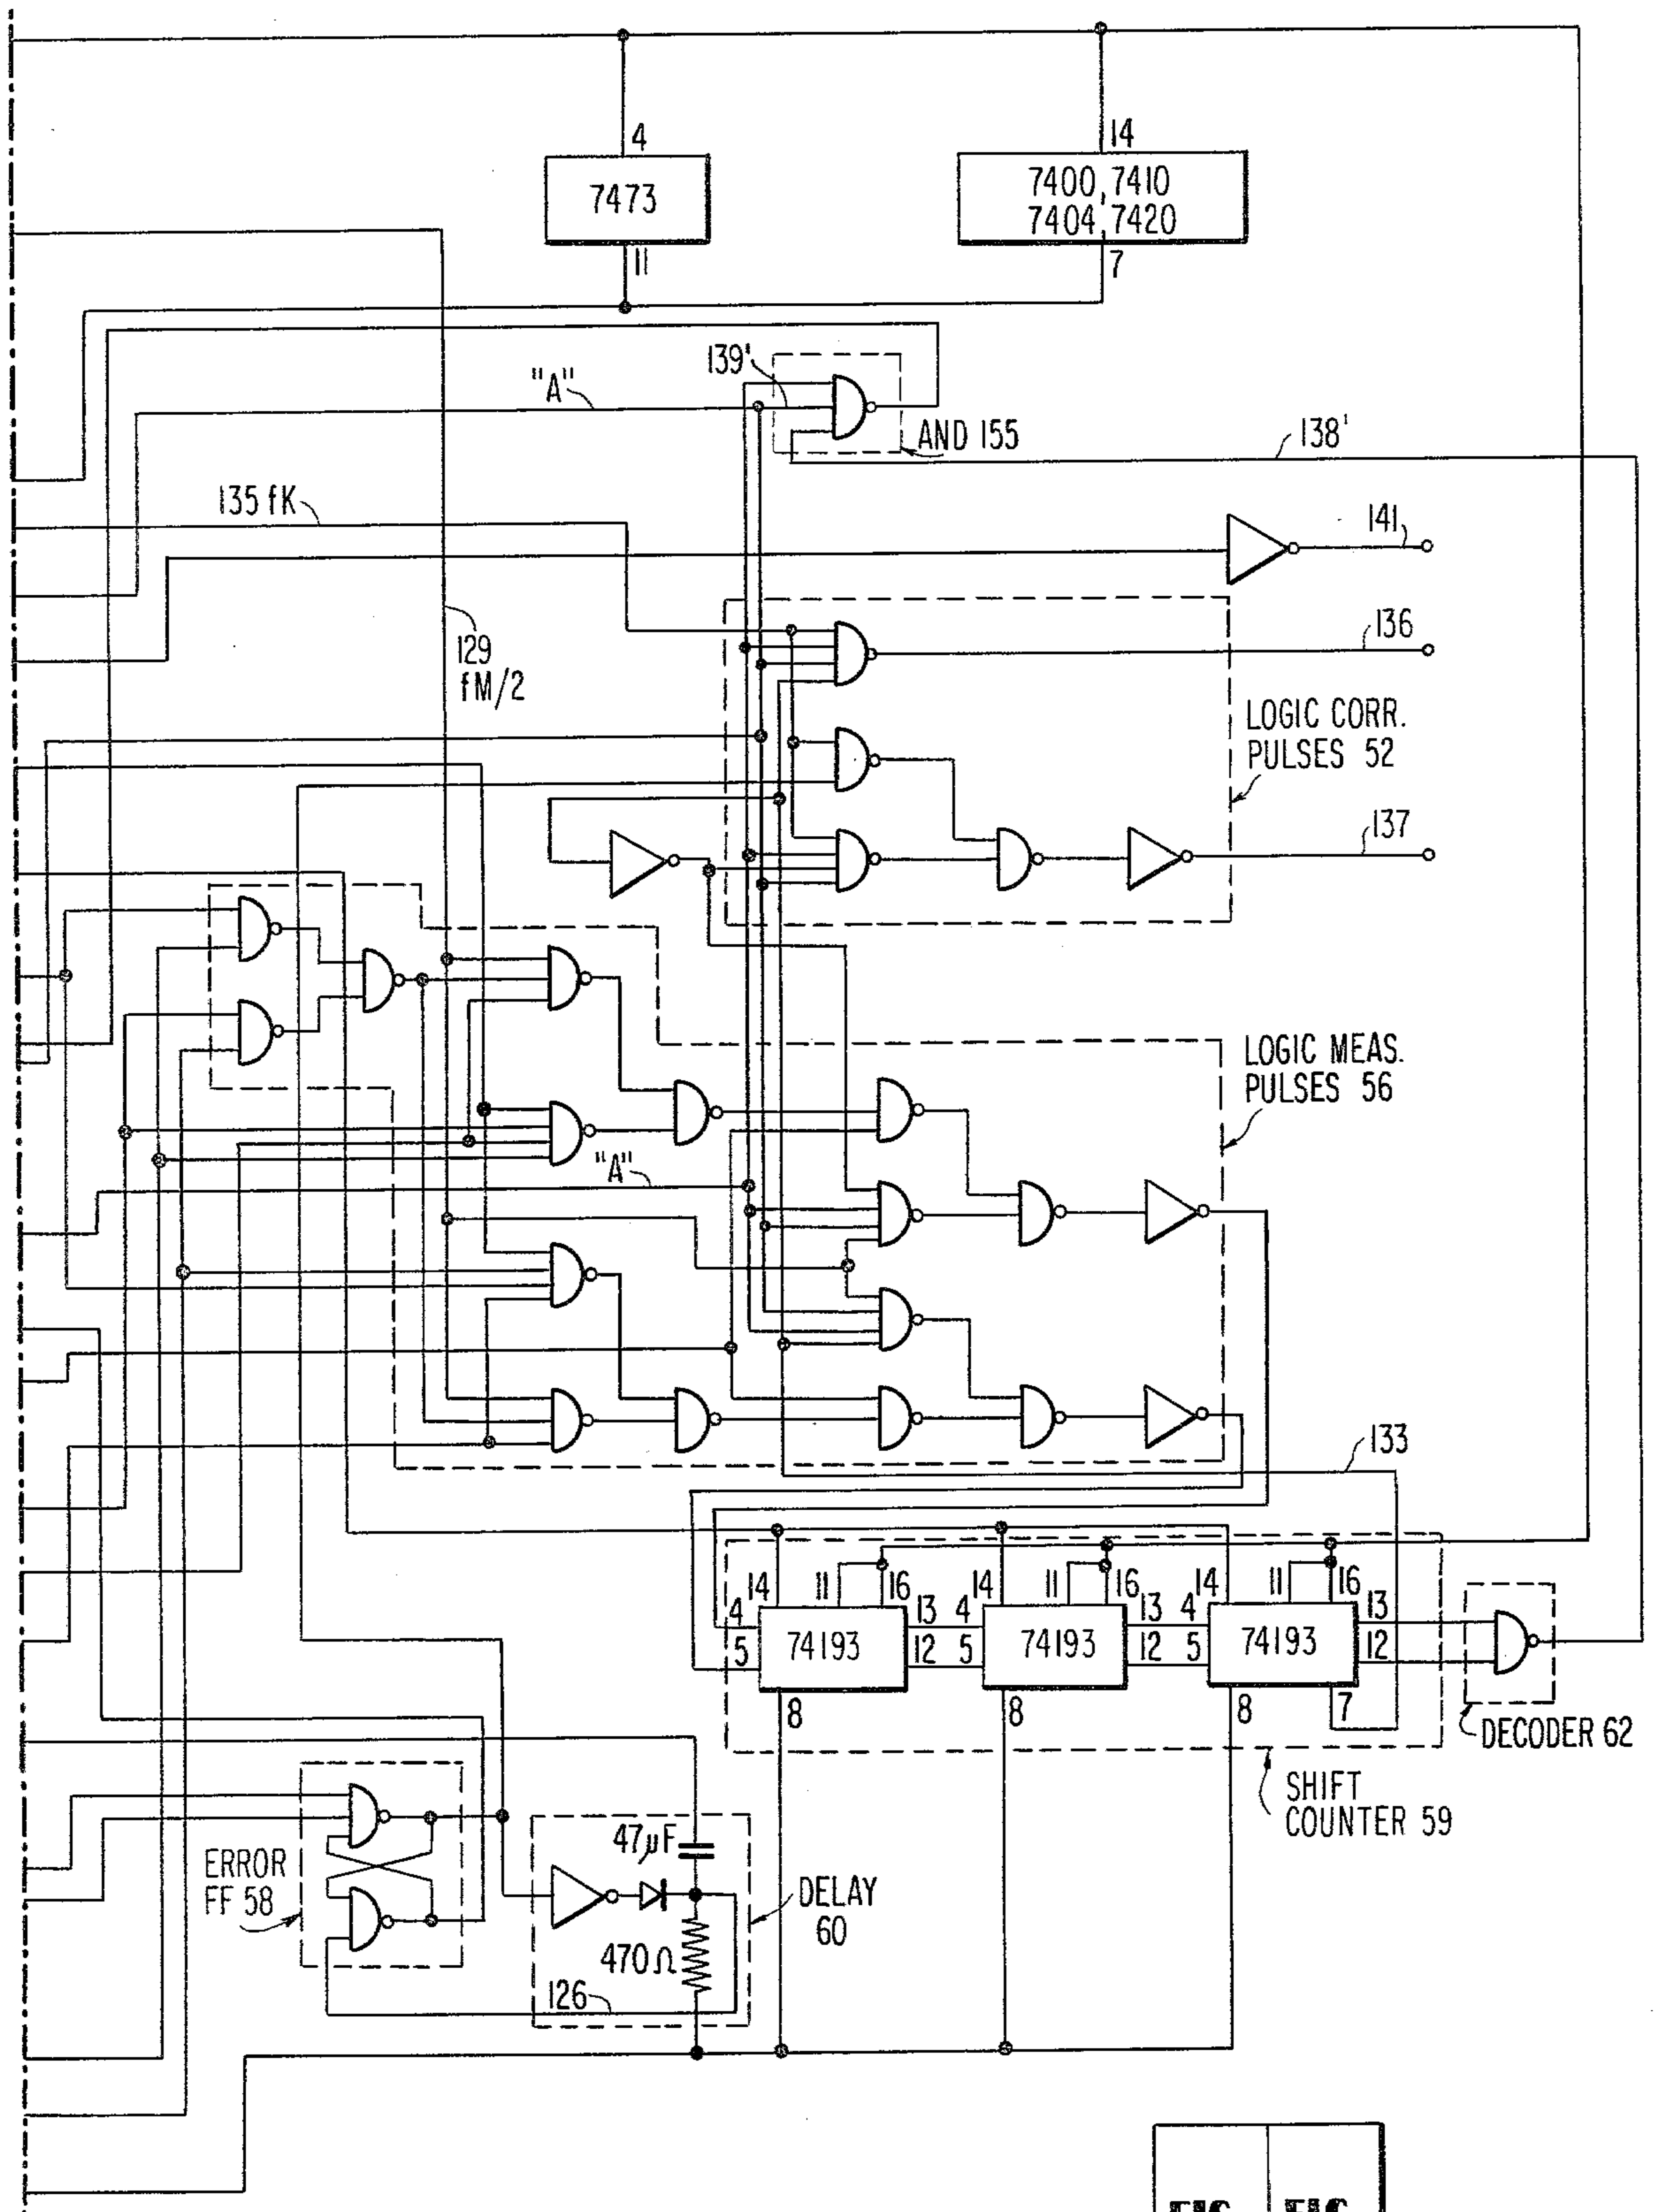 4
14
7473
7400, 7410
7404, 7420
11
7
139'
"A"
AND 155
138'
135 fK
141
136
129
fM/2
LOGIC CORR.
PULSES 52
137
LOGIC MEAS.
PULSES 56
"A"
133
14 11 16 14 11 16 14 11 16
4 13 4 13 4 13
74193 74193 74193
5 12 5 12 5 12
8 8 8 7
DECODER 62
SHIFT
COUNTER 59
47µF
ERROR
FF 58
DELAY
60
470Ω
126
FIG. FIG.